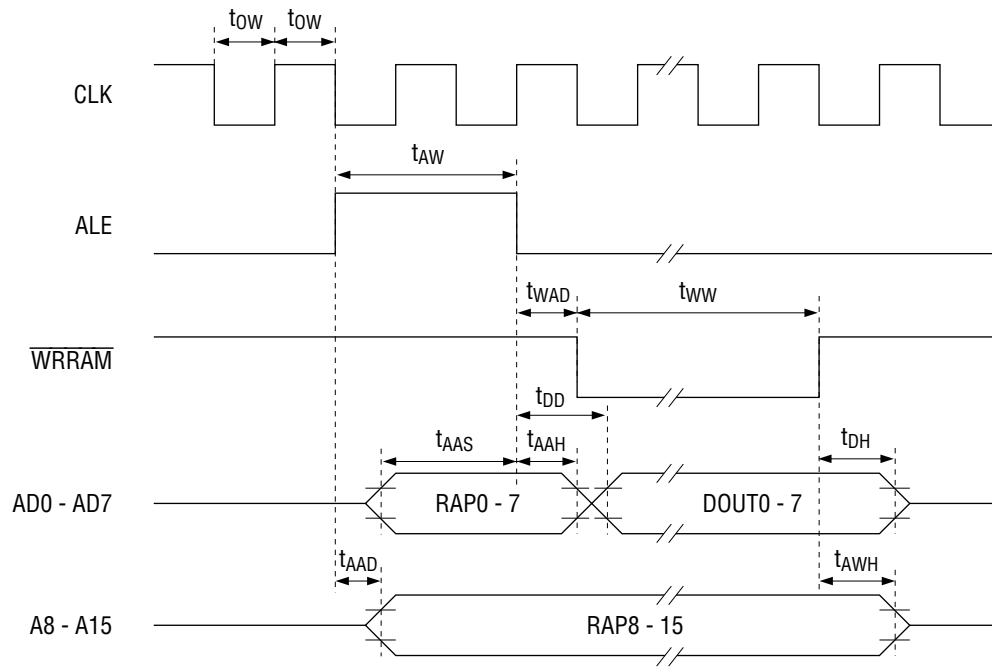 tOW tOW
CLK
tAW
ALE
tWAD tWW
WRRAM
tDD
tAAS tAAH tDH
AD0 - AD7 RAP0 - 7 DOUT0 - 7
tAAD tAWH
A8 - A15 RAP8 - 15